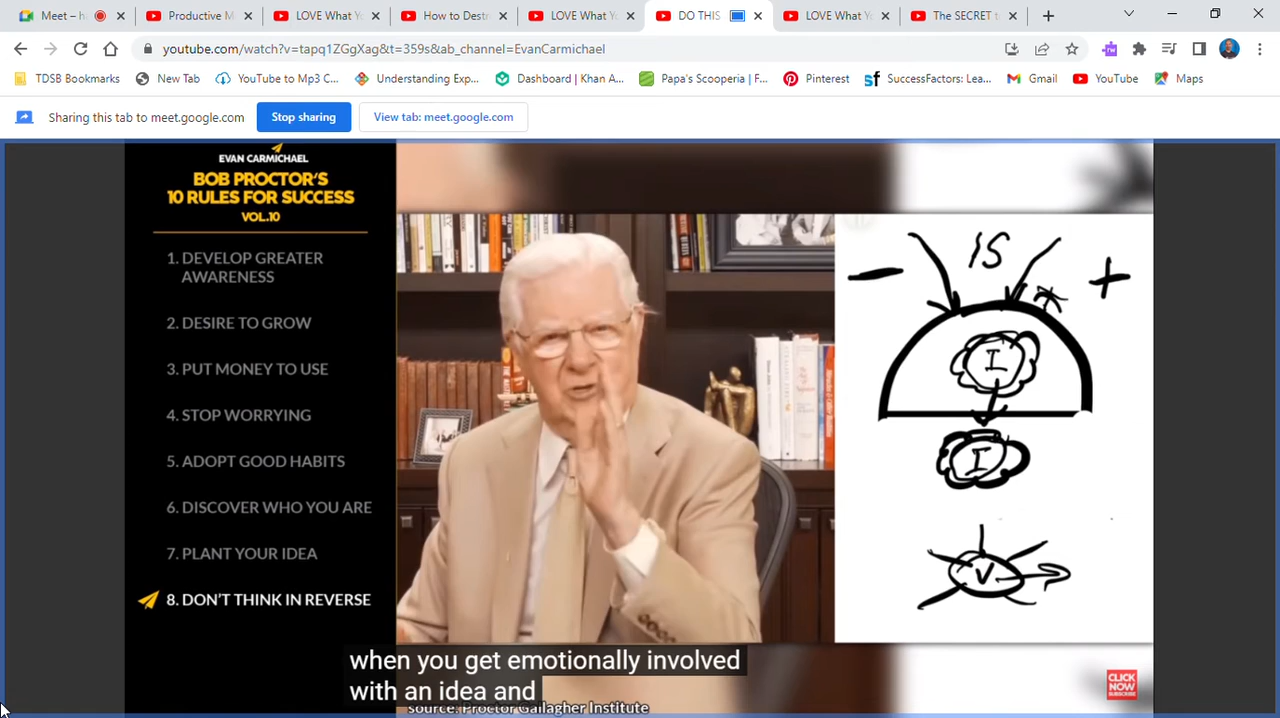 Meet – h
Productive M
LOVE What Y
How to Destr
LOVE What Y
DO THIS
LOVE What Y
The SECRET t
youtube.com/watch?v=tapq1ZGgXag&t=359s&ab_channel=EvanCarmichael
TDSB Bookmarks
New Tab
YouTube to Mp3 C...
Understanding Exp...
Dashboard | Khan A...
Papa's Scooperia | F...
Pinterest
SuccessFactors: Lea...
Gmail
YouTube
Maps
Sharing this tab to meet.google.com
Stop sharing
View tab: meet.google.com
EVAN CARMICHAEL
BOB PROCTOR'S
10 RULES FOR SUCCESS
VOL.10
1. DEVELOP GREATER
AWARENESS
2. DESIRE TO GROW
3. PUT MONEY TO USE
4. STOP WORRYING
5. ADOPT GOOD HABITS
6. DISCOVER WHO YOU ARE
7. PLANT YOUR IDEA
8. DON'T THINK IN REVERSE
IS
− +
I
I
V
when you get emotionally involved
with an idea and
source: Proctor Gallagher Institute
CLICK
NOW
SUBSCRIBE